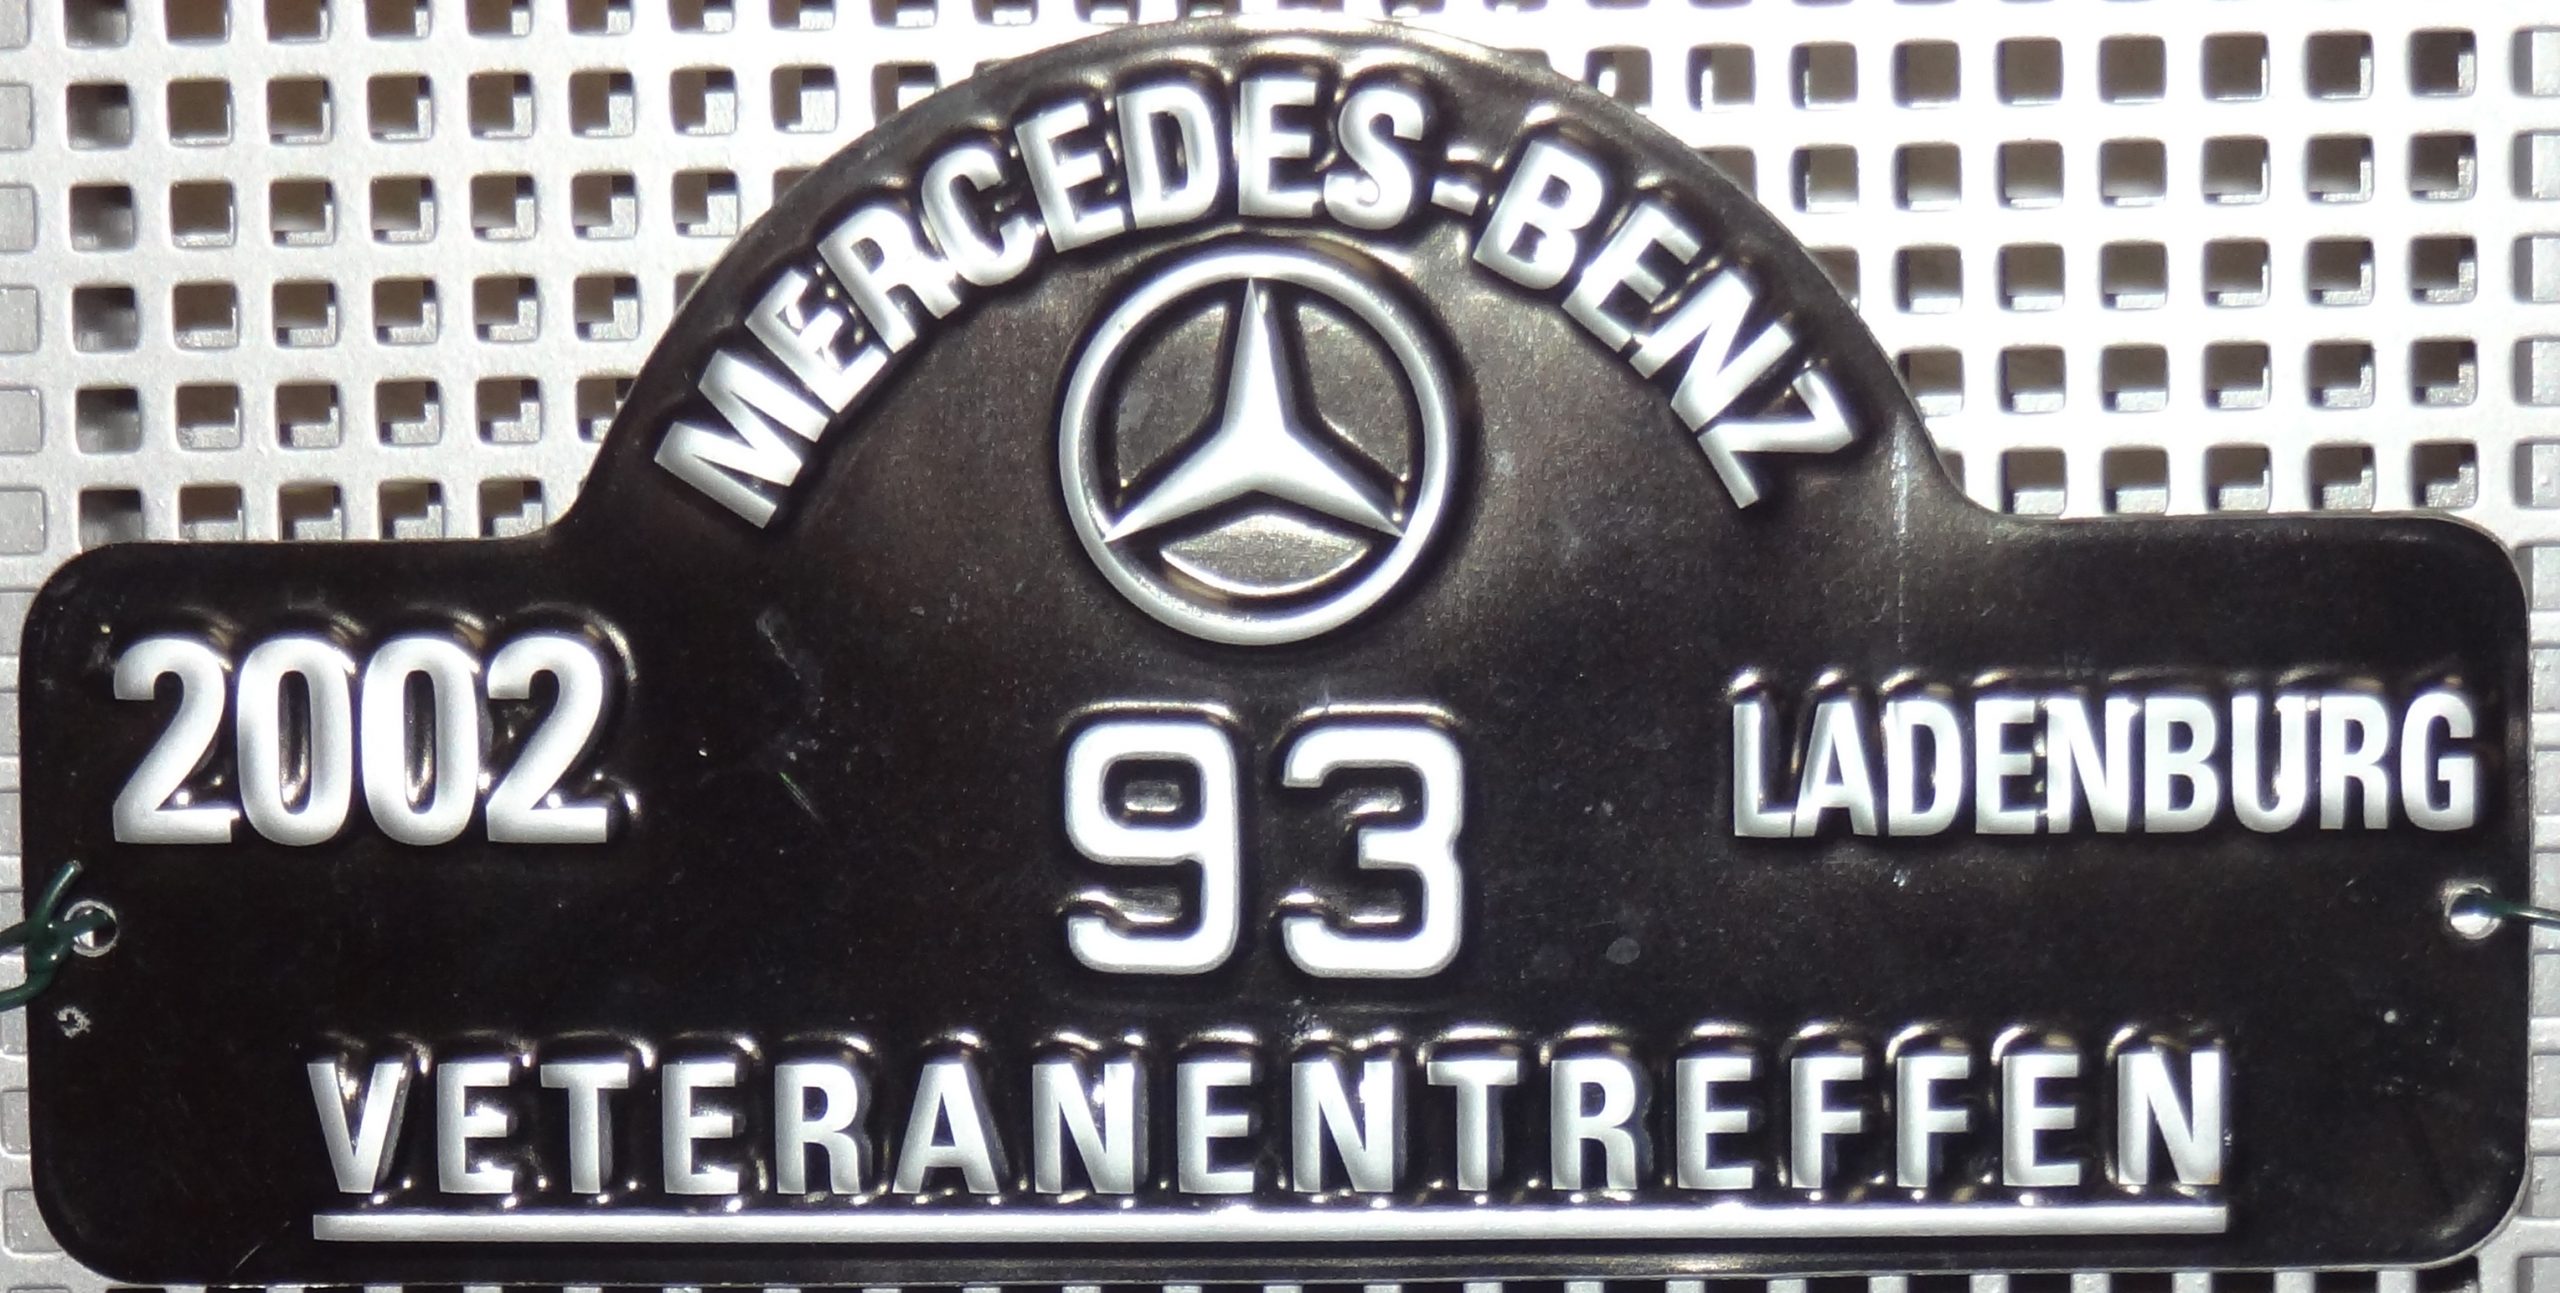 MERCEDES-BENZ
2002
LADENBURG
93
VETERANENTREFFEN